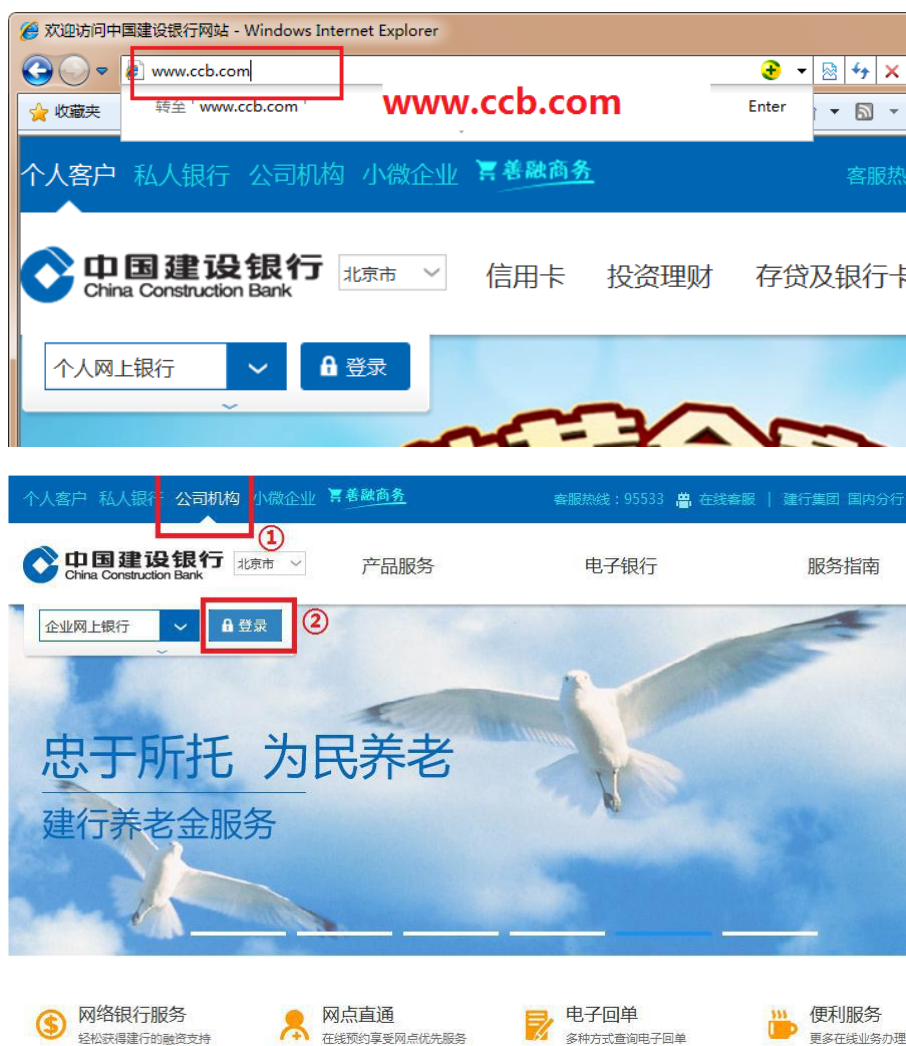 欢迎访问中国建设银行网站 - Windows Internet Explorer
www.ccb.com
收藏夹
转至 ' www.ccb.com '
www.ccb.com
Enter
个人客户 私人银行 公司机构 小微企业 善融商务 客服热
中国建设银行
China Construction Bank
北京市
信用卡 投资理财 存贷及银行卡
个人网上银行 登录
个人客户 私人银行 公司机构 小微企业 善融商务 客服热线：95533 在线客服 | 建行集团 国内分行
①
中国建设银行
China Construction Bank
北京市
产品服务 电子银行 服务指南
企业网上银行 登录 ②
忠于所托 为民养老
建行养老金服务
网络银行服务 网点直通 电子回单 便利服务
轻松获得建行的融资支持 在线预约享受网点优先服务 多种方式查询电子回单 更多在线业务办理